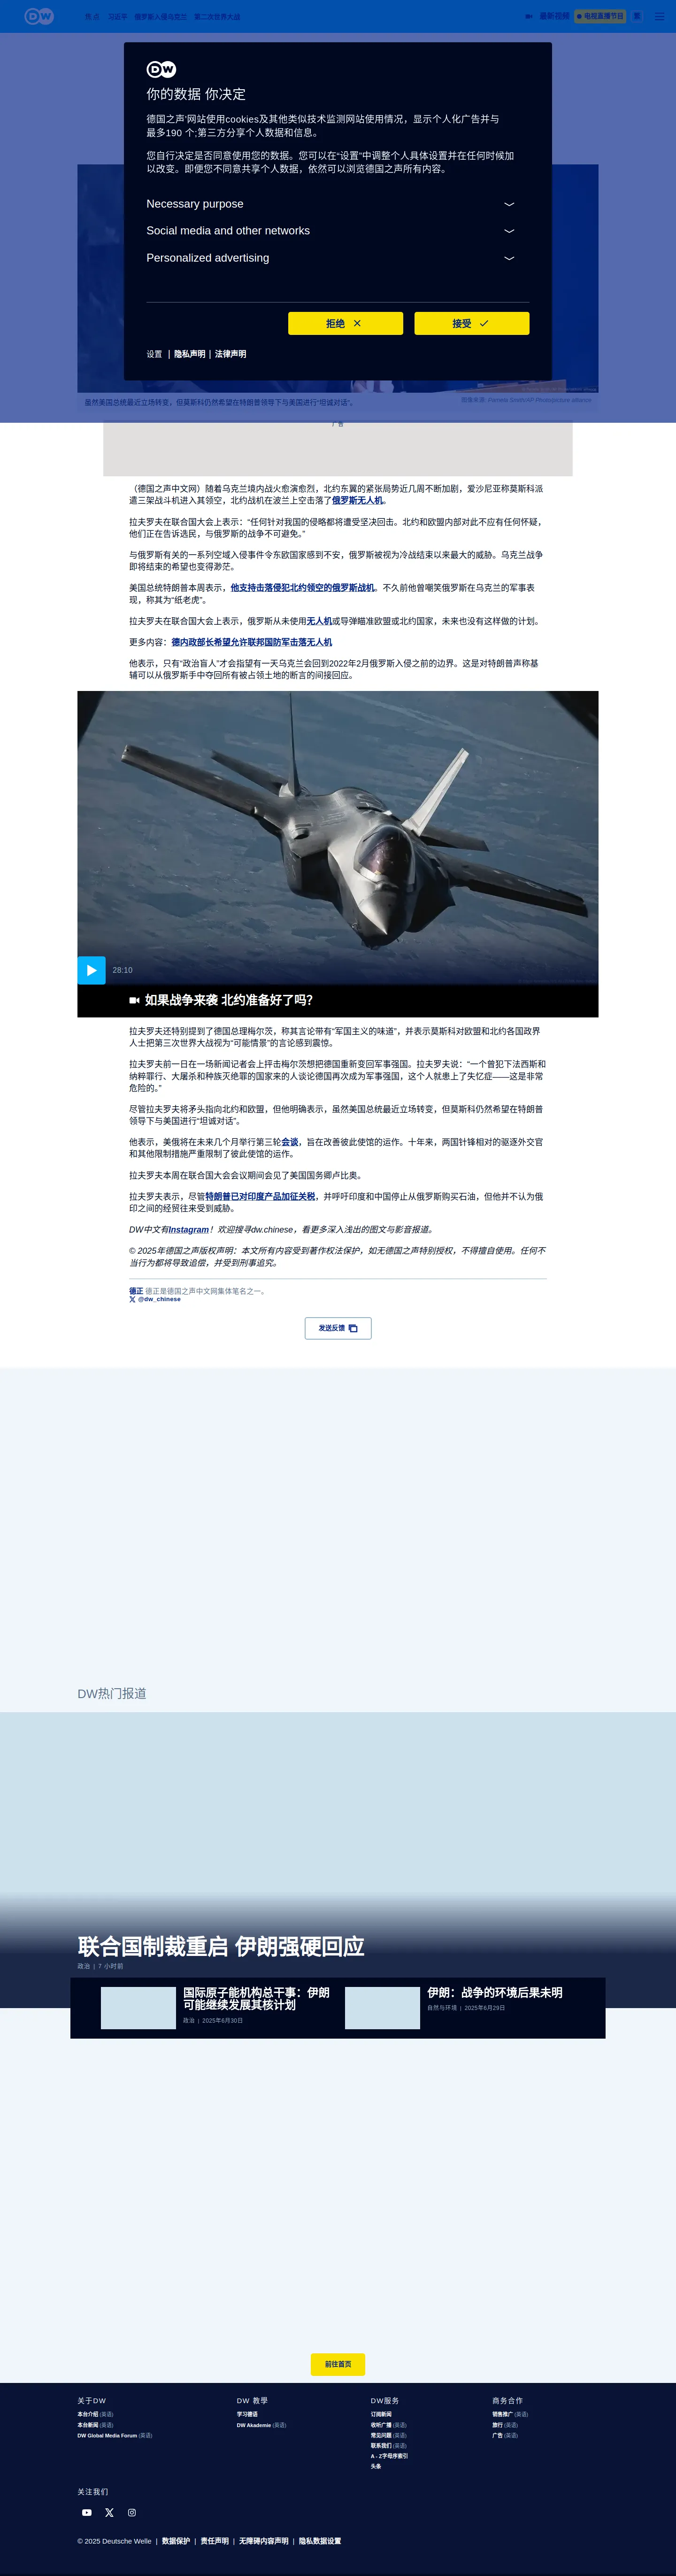 DW
热点 习近平 俄罗斯入侵乌克兰 第二次世界大战
最新视频 电视直播节目 繁
DW
你的数据 你决定
德国之声'网站使用cookies及其他类似技术监测网站使用情况，显示个人化广告并与
最多190 个;第三方分享个人数据和信息。
您自行决定是否同意使用您的数据。您可以在“设置”中调整个人具体设置并在任何时候加
以改变。即便您不同意共享个人数据，依然可以浏览德国之声所有内容。
Necessary purpose
Social media and other networks
Personalized advertising
拒绝
接受
设置 | 隐私声明 | 法律声明
虽然美国总统最近立场转变，但莫斯科仍然希望在特朗普领导下与美国进行“坦诚对话”。
图像来源: Pamela Smith/AP Photo/picture alliance
广告
（德国之声中文网）随着乌克兰境内战火愈演愈烈，北约东翼的紧张局势近几周不断加剧，爱沙尼亚称莫斯科派
遣三架战斗机进入其领空，北约战机在波兰上空击落了俄罗斯无人机。
拉夫罗夫在联合国大会上表示：“任何针对我国的侵略都将遭受坚决回击。北约和欧盟内部对此不应有任何怀疑，
他们正在告诉选民，与俄罗斯的战争不可避免。”
与俄罗斯有关的一系列空域入侵事件令东欧国家感到不安，俄罗斯被视为冷战结束以来最大的威胁。乌克兰战争
即将结束的希望也变得渺茫。
美国总统特朗普本周表示，他支持击落侵犯北约领空的俄罗斯战机。不久前他曾嘲笑俄罗斯在乌克兰的军事表
现，称其为“纸老虎”。
拉夫罗夫在联合国大会上表示，俄罗斯从未使用无人机或导弹瞄准欧盟或北约国家，未来也没有这样做的计划。
更多内容：德内政部长希望允许联邦国防军击落无人机
他表示，只有“政治盲人”才会指望有一天乌克兰会回到2022年2月俄罗斯入侵之前的边界。这是对特朗普声称基
辅可以从俄罗斯手中夺回所有被占领土地的断言的间接回应。
28:10
如果战争来袭 北约准备好了吗？
拉夫罗夫还特别提到了德国总理梅尔茨，称其言论带有“军国主义的味道”，并表示莫斯科对欧盟和北约各国政界
人士把第三次世界大战视为“可能情景”的言论感到震惊。
拉夫罗夫前一日在一场新闻记者会上抨击梅尔茨想把德国重新变回军事强国。拉夫罗夫说：“一个曾犯下法西斯和
纳粹罪行、大屠杀和种族灭绝罪的国家来的人谈论德国再次成为军事强国，这个人就患上了失忆症——这是非常
危险的。”
尽管拉夫罗夫将矛头指向北约和欧盟，但他明确表示，虽然美国总统最近立场转变，但莫斯科仍然希望在特朗普
领导下与美国进行“坦诚对话”。
他表示，美俄将在未来几个月举行第三轮会谈，旨在改善彼此使馆的运作。十年来，两国针锋相对的驱逐外交官
和其他限制措施严重限制了彼此使馆的运作。
拉夫罗夫本周在联合国大会会议期间会见了美国国务卿卢比奥。
拉夫罗夫表示，尽管特朗普已对印度产品加征关税，并呼吁印度和中国停止从俄罗斯购买石油，但他并不认为俄
印之间的经贸往来受到威胁。
DW中文有Instagram！欢迎搜寻dw.chinese，看更多深入浅出的图文与影音报道。
© 2025年德国之声版权声明：本文所有内容受到著作权法保护，如无德国之声特别授权，不得擅自使用。任何不
当行为都将导致追偿，并受到刑事追究。
德正 德正是德国之声中文网集体笔名之一。
@dw_chinese
发送反馈
DW热门报道
联合国制裁重启 伊朗强硬回应
政治 | 7 小时前
国际原子能机构总干事：伊朗
可能继续发展其核计划
政治 | 2025年6月30日
伊朗：战争的环境后果未明
自然与环境 | 2025年6月29日
前往首页
关于DW
本台介绍 (英语)
本台新闻 (英语)
DW Global Media Forum (英语)
DW 教學
学习德语
DW Akademie (英语)
DW服务
订阅新闻
收听广播 (英语)
常见问题 (英语)
联系我们 (英语)
A - Z字母序索引
头条
商务合作
销售推广 (英语)
旅行 (英语)
广告 (英语)
关注我们
© 2025 Deutsche Welle | 数据保护 | 责任声明 | 无障碍内容声明 | 隐私数据设置